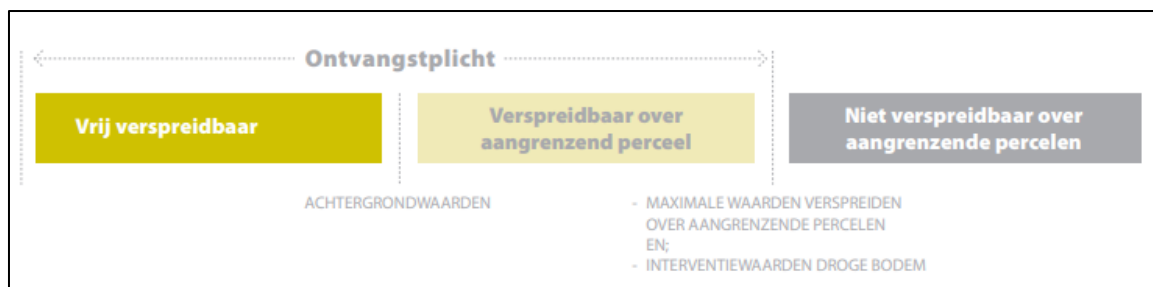 Ontvangstplicht
Vrij verspreidbaar
Verspreidbaar over
aangrenzend perceel
Niet verspreidbaar over
aangrenzende percelen
ACHTERGRONDWAARDEN
- MAXIMALE WAARDEN VERSPREIDEN
OVER AANGRENZENDE PERCELEN
EN;
- INTERVENTIEWAARDEN DROGE BODEM